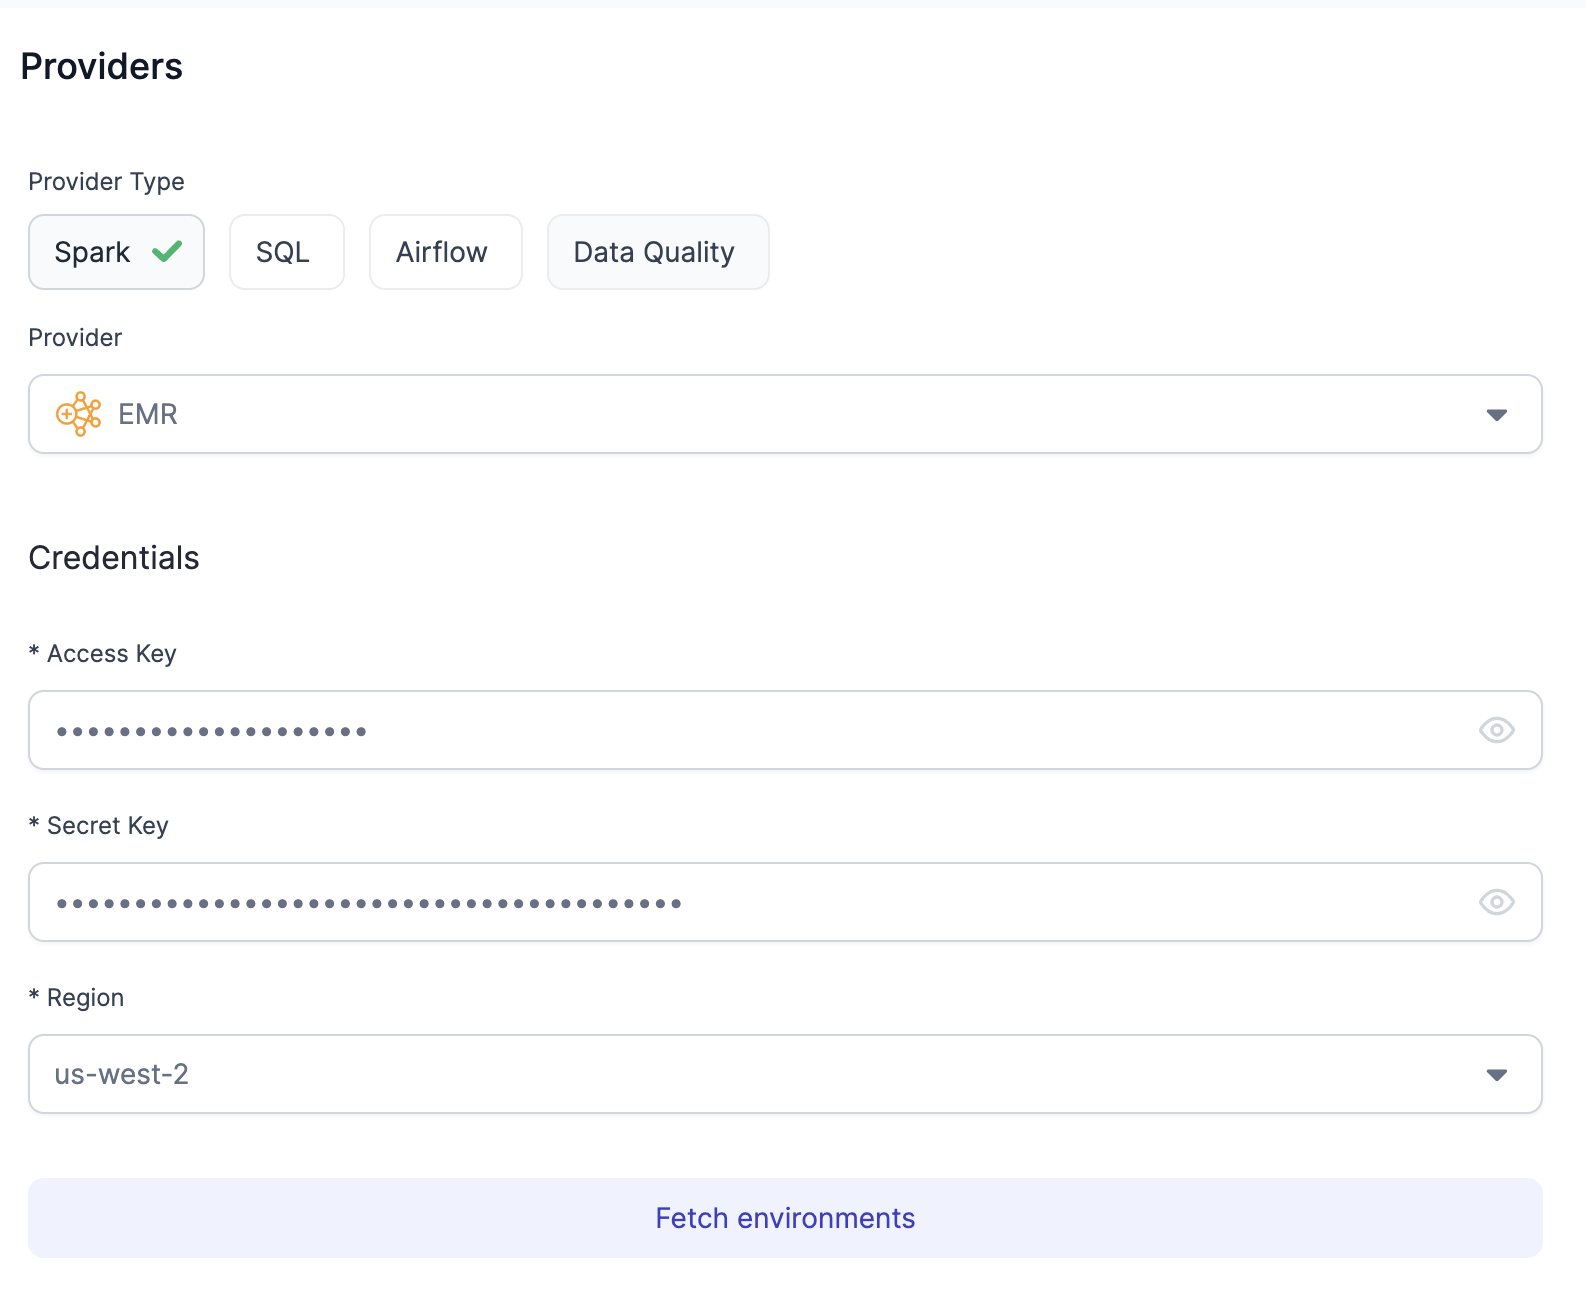 Providers
Provider Type
Spark SQL Airflow Data Quality
Provider
EMR
Credentials
* Access Key
••••••••••••••••••••
* Secret Key
••••••••••••••••••••••••••••••••••••••••
* Region
us-west-2
Fetch environments